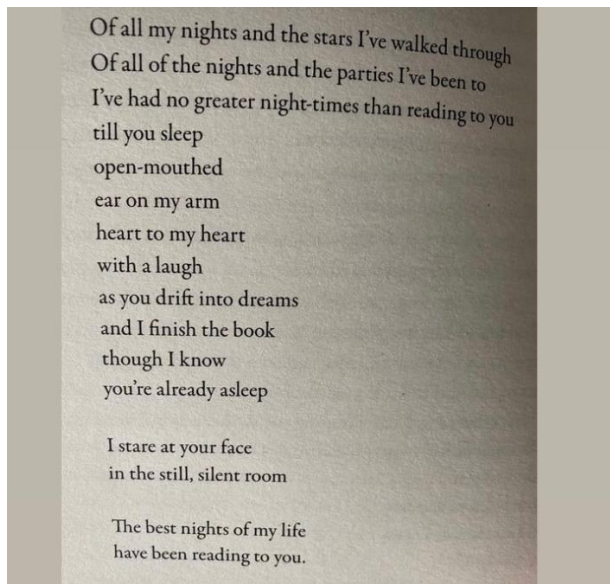 Of all my nights and the stars I've walked through
Of all of the nights and the parties I've been to
I've had no greater night-times than reading to you
till you sleep
open-mouthed
ear on my arm
heart to my heart
with a laugh
as you drift into dreams
and I finish the book
though I know
you're already asleep
I stare at your face
in the still, silent room
The best nights of my life
have been reading to you.